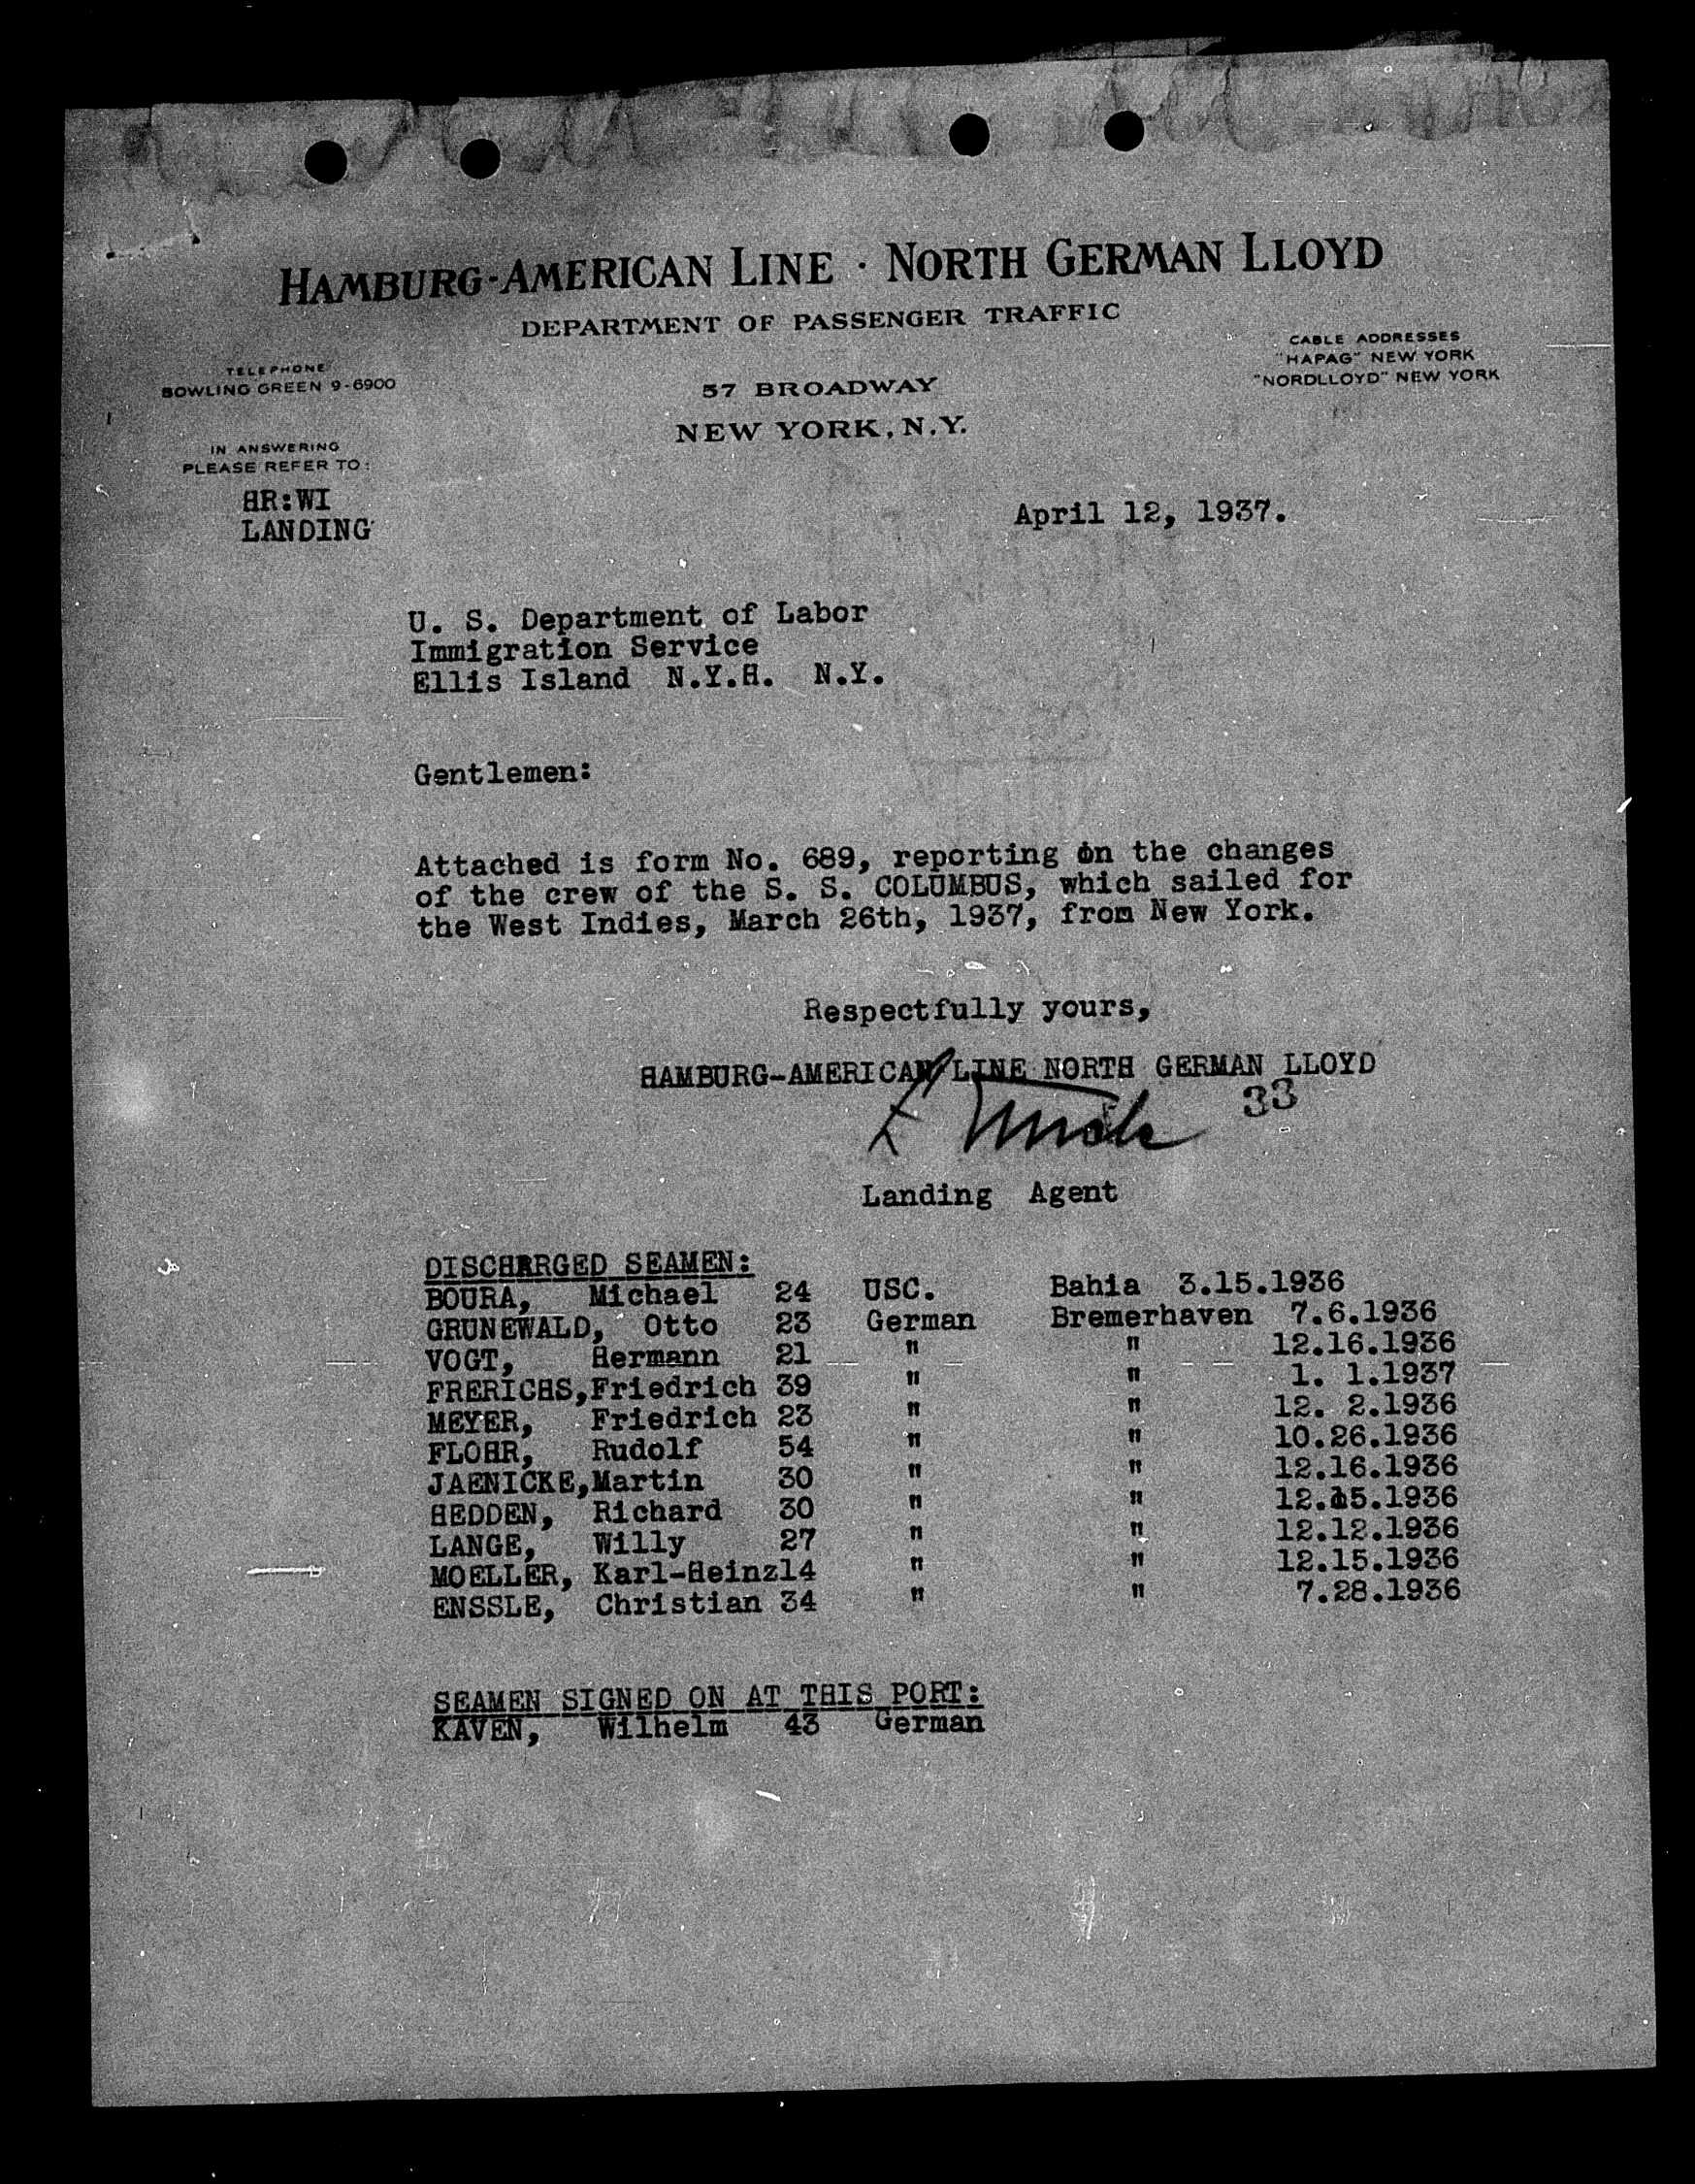 HAMBURG-AMERICAN LINE · NORTH GERMAN LLOYD
DEPARTMENT OF PASSENGER TRAFFIC
CABLE ADDRESSES
"HAPAG" NEW YORK
"NORDLLOYD" NEW YORK
TELEPHONE
BOWLING GREEN 9-6900
57 BROADWAY
NEW YORK, N.Y.
IN ANSWERING
PLEASE REFER TO:
HR:WI
LANDING
April 12, 1937.
U. S. Department of Labor
Immigration Service
Ellis Island N.Y.H. N.Y.
Gentlemen:
Attached is form No. 689, reporting on the changes
of the crew of the S. S. COLUMBUS, which sailed for
the West Indies, March 26th, 1937, from New York.
Respectfully yours,
HAMBURG-AMERICAN LINE NORTH GERMAN LLOYD
33
Landing Agent
DISCHARGED SEAMEN:
BOURA, Michael 24 USC. Bahia 3.15.1936
GRUNEWALD, Otto 23 German Bremerhaven 7.6.1936
VOGT, Hermann 21 " " 12.16.1936
FRERICHS, Friedrich 39 " " 1. 1.1937
MEYER, Friedrich 23 " " 12. 2.1936
FLOHR, Rudolf 54 " " 10.26.1936
JAENICKE, Martin 30 " " 12.16.1936
HEDDEN, Richard 30 " " 12.15.1936
LANGE, Willy 27 " " 12.12.1936
MOELLER, Karl-Heinz14 " " 12.15.1936
ENSSLE, Christian 34 " " 7.28.1936
SEAMEN SIGNED ON AT THIS PORT:
KAVEN, Wilhelm 43 German